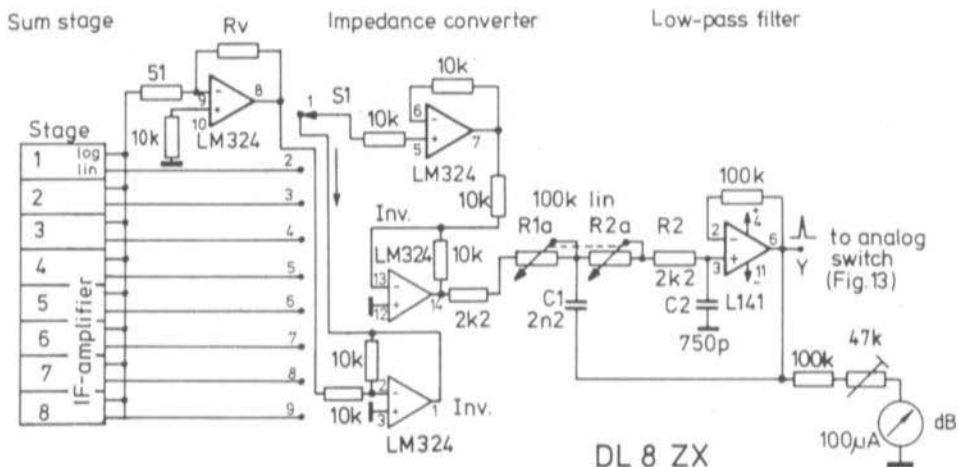 Sum stage
Impedance converter
Low-pass filter
Rv
51
9
8
10
10k
LM324
Stage
1 log lin
2
3
4
5
6
7
8
IF-amplifier
1
S1
2
3
4
5
6
7
8
9
10k
10k
6
5
7
LM324
10k
Inv.
LM324
10k
13
12
14
2k2
100k lin
R1a
R2a
R2
2k2
C1
2n2
C2
750p
100k
2
3
4
11
6
L141
Y
to analog
switch
(Fig.13)
10k
10k
2
3
1
Inv.
LM324
100k
47k
100µA
dB
DL 8 ZX